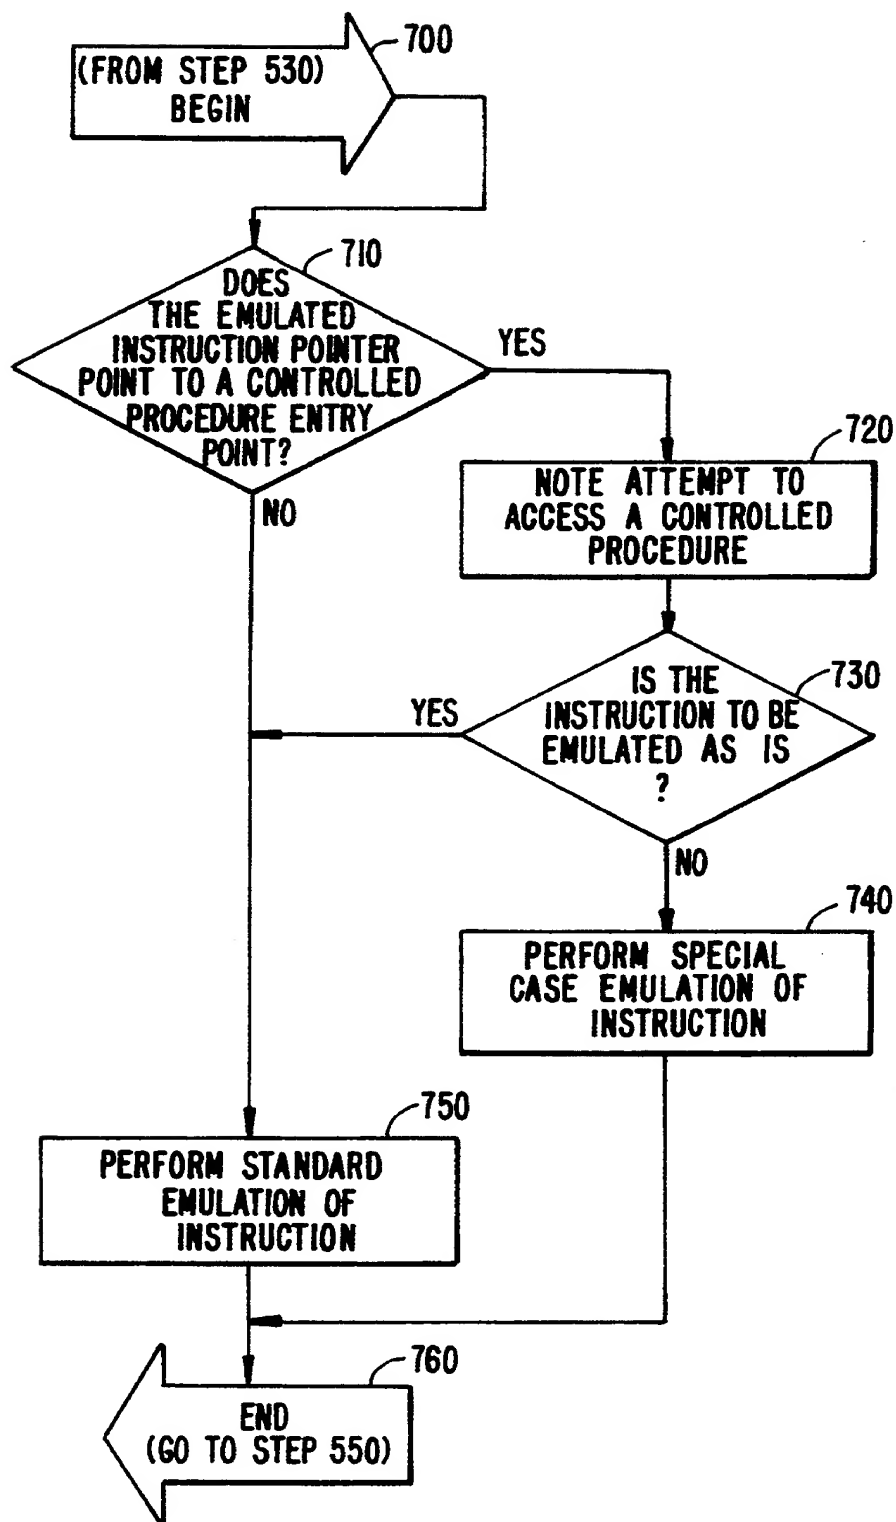 700
(FROM STEP 530)
BEGIN
710
DOES
THE EMULATED
INSTRUCTION POINTER
POINT TO A CONTROLLED
PROCEDURE ENTRY
POINT?
YES
NO
720
NOTE ATTEMPT TO
ACCESS A CONTROLLED
PROCEDURE
730
IS THE
INSTRUCTION TO BE
EMULATED AS IS
?
YES
NO
740
PERFORM SPECIAL
CASE EMULATION OF
INSTRUCTION
750
PERFORM STANDARD
EMULATION OF
INSTRUCTION
760
END
(GO TO STEP 550)